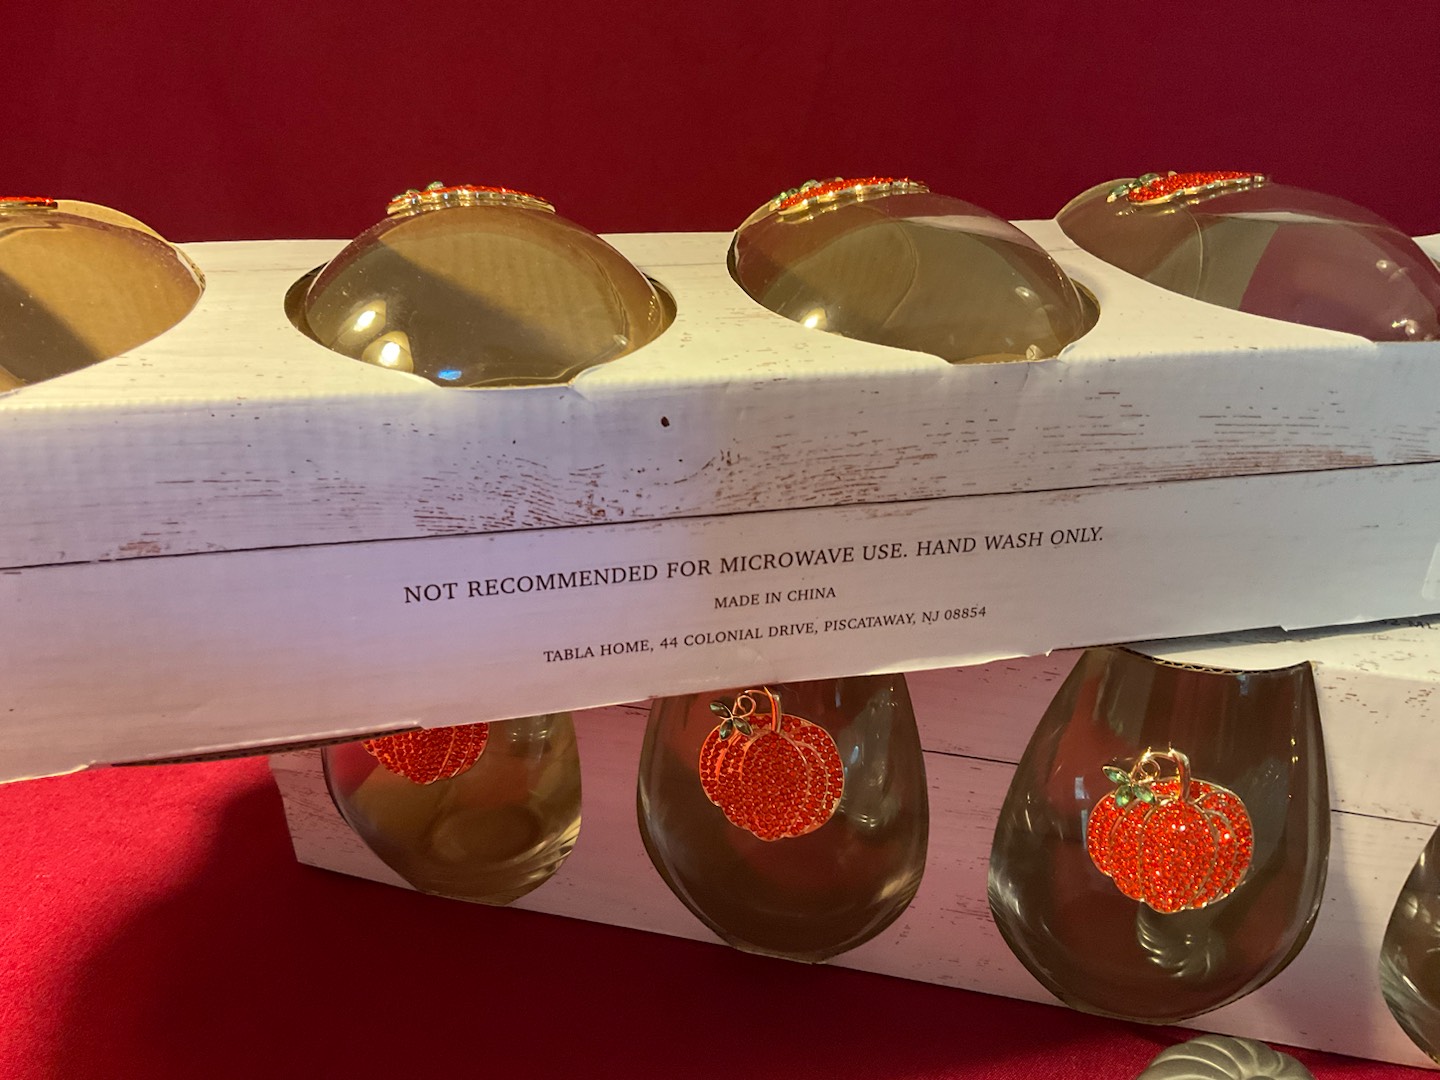 NOT RECOMMENDED FOR MICROWAVE USE. HAND WASH ONLY.
MADE IN CHINA
TABLA HOME, 44 COLONIAL DRIVE, PISCATAWAY, NJ 08854